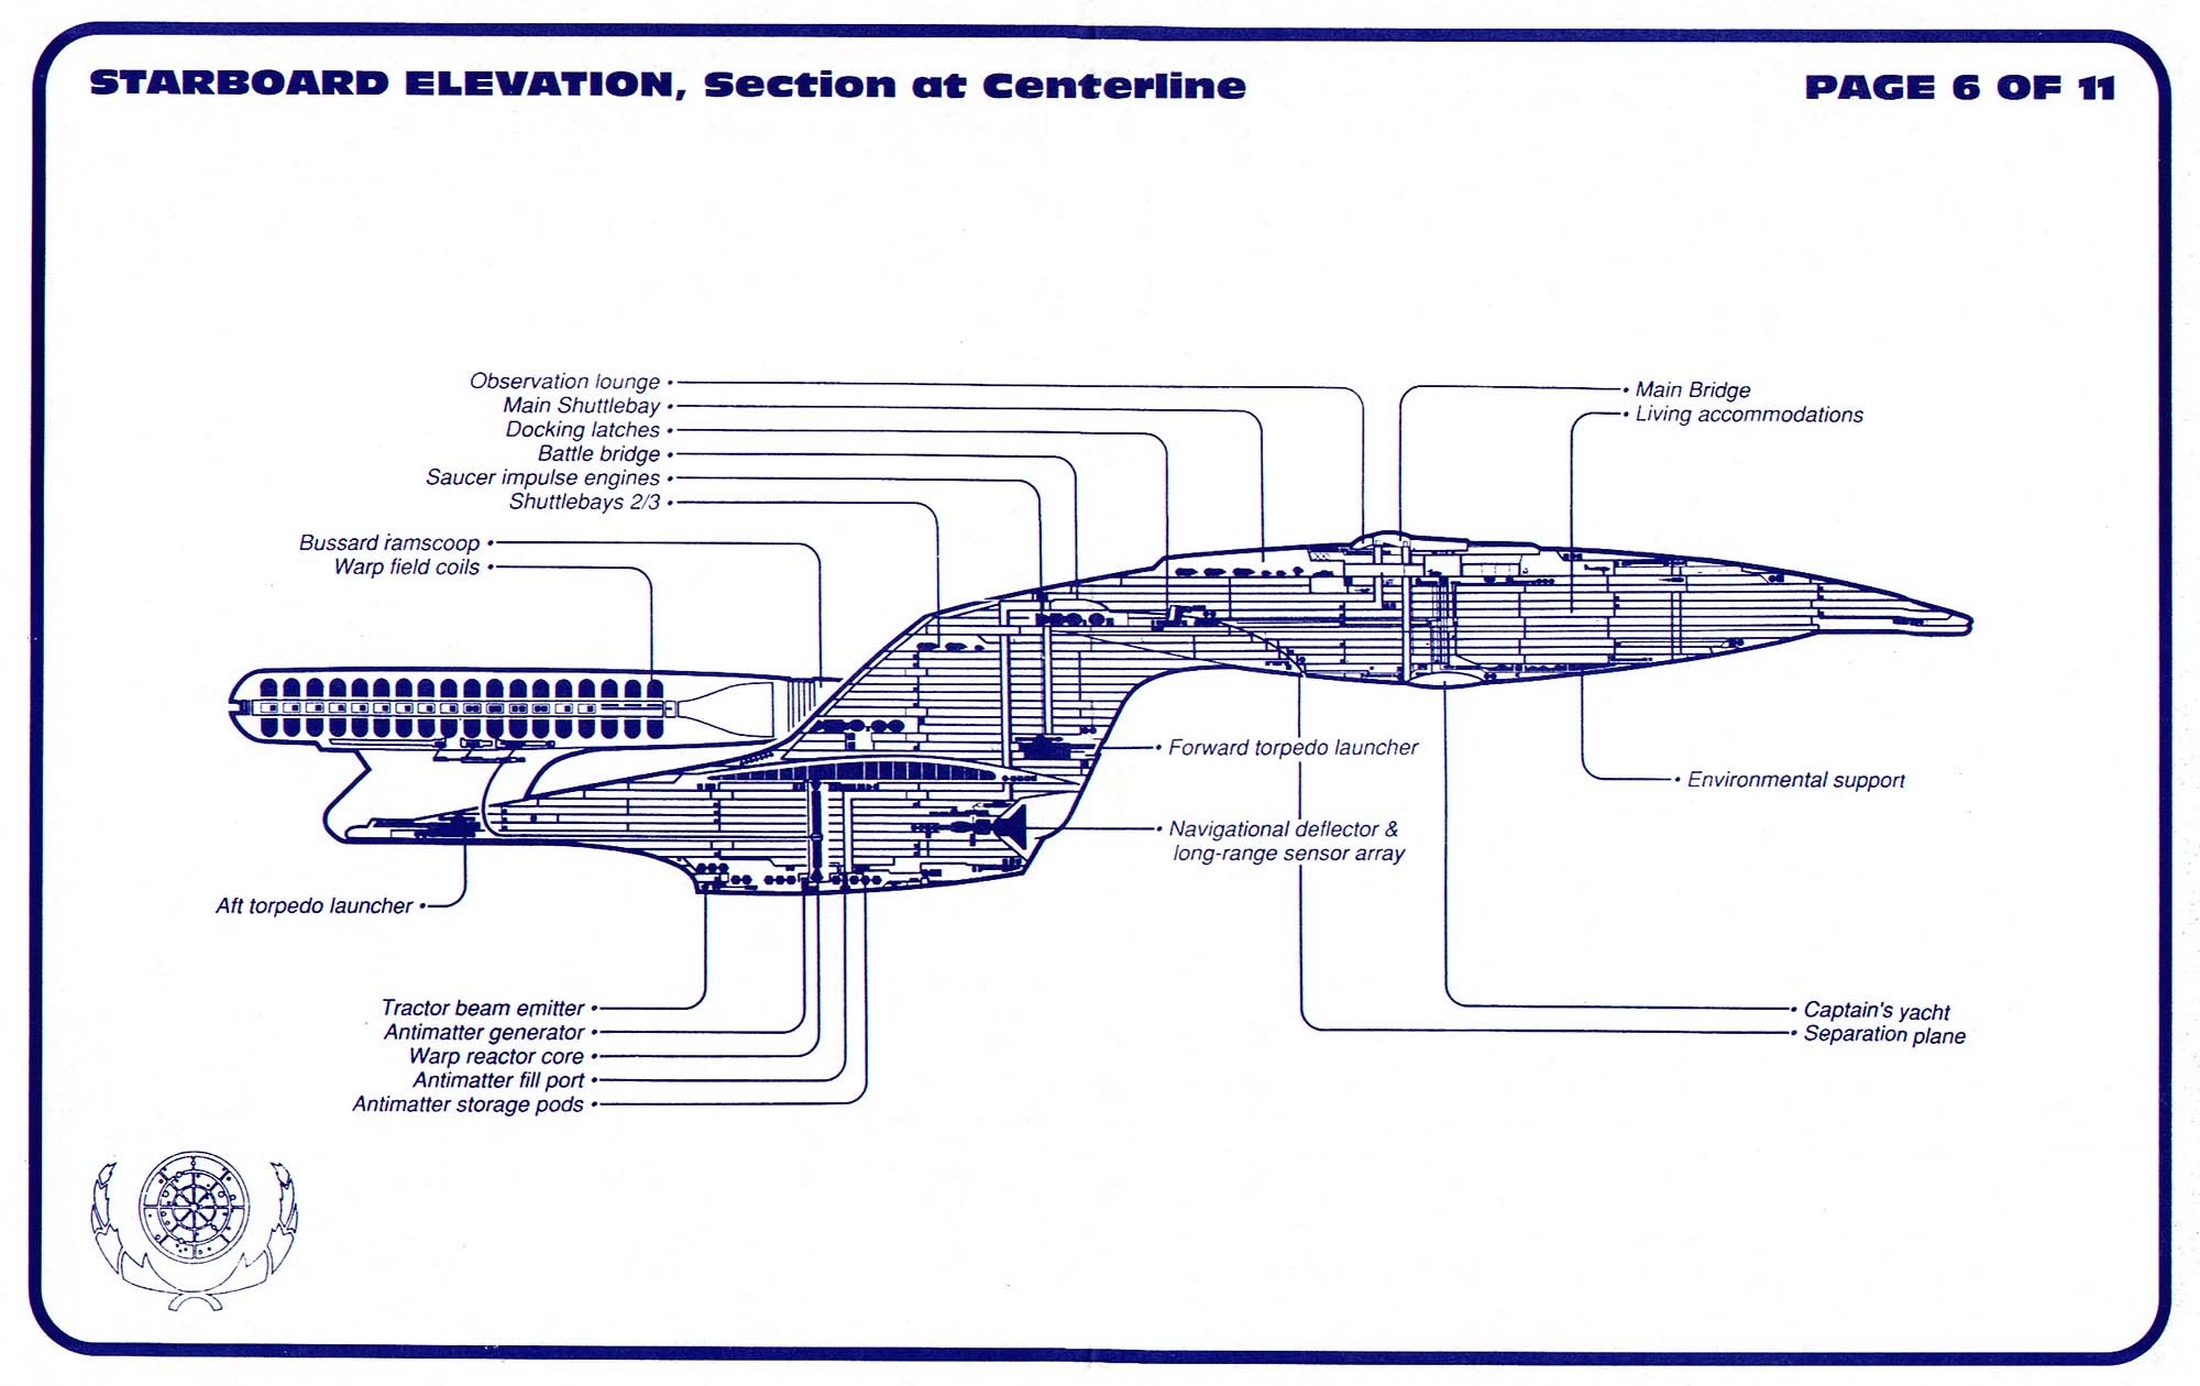 STARBOARD ELEVATION, Section at Centerline
PAGE 6 OF 11
Observation lounge •
Main Shuttlebay •
Docking latches •
Battle bridge •
Saucer impulse engines •
Shuttlebays 2/3 •
Bussard ramscoop •
Warp field coils •
• Main Bridge
• Living accommodations
• Forward torpedo launcher
• Environmental support
• Navigational deflector &
long-range sensor array
Aft torpedo launcher •
Tractor beam emitter •
Antimatter generator •
Warp reactor core •
Antimatter fill port •
Antimatter storage pods •
• Captain's yacht
• Separation plane